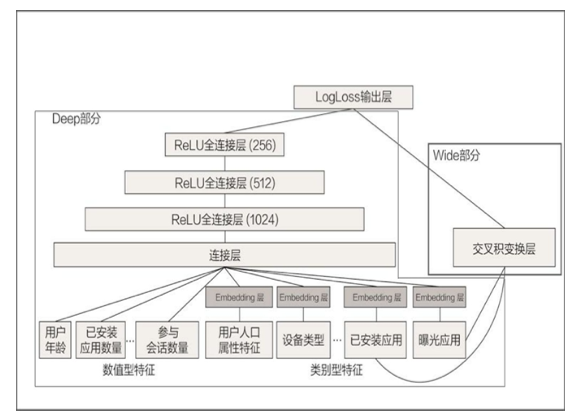 LogLoss输出层
Deep部分
ReLU全连接层(256)
Wide部分
ReLU全连接层(512)
ReLU全连接层(1024)
连接层
交叉积变换层
Embedding 层
Embedding 层
Embedding 层
Embedding 层
用户
年龄
已安装
应用数量
...
参与
会话数量
用户人口
属性特征
设备类型
...
已安装应用
曝光应用
数值型特征
类别型特征